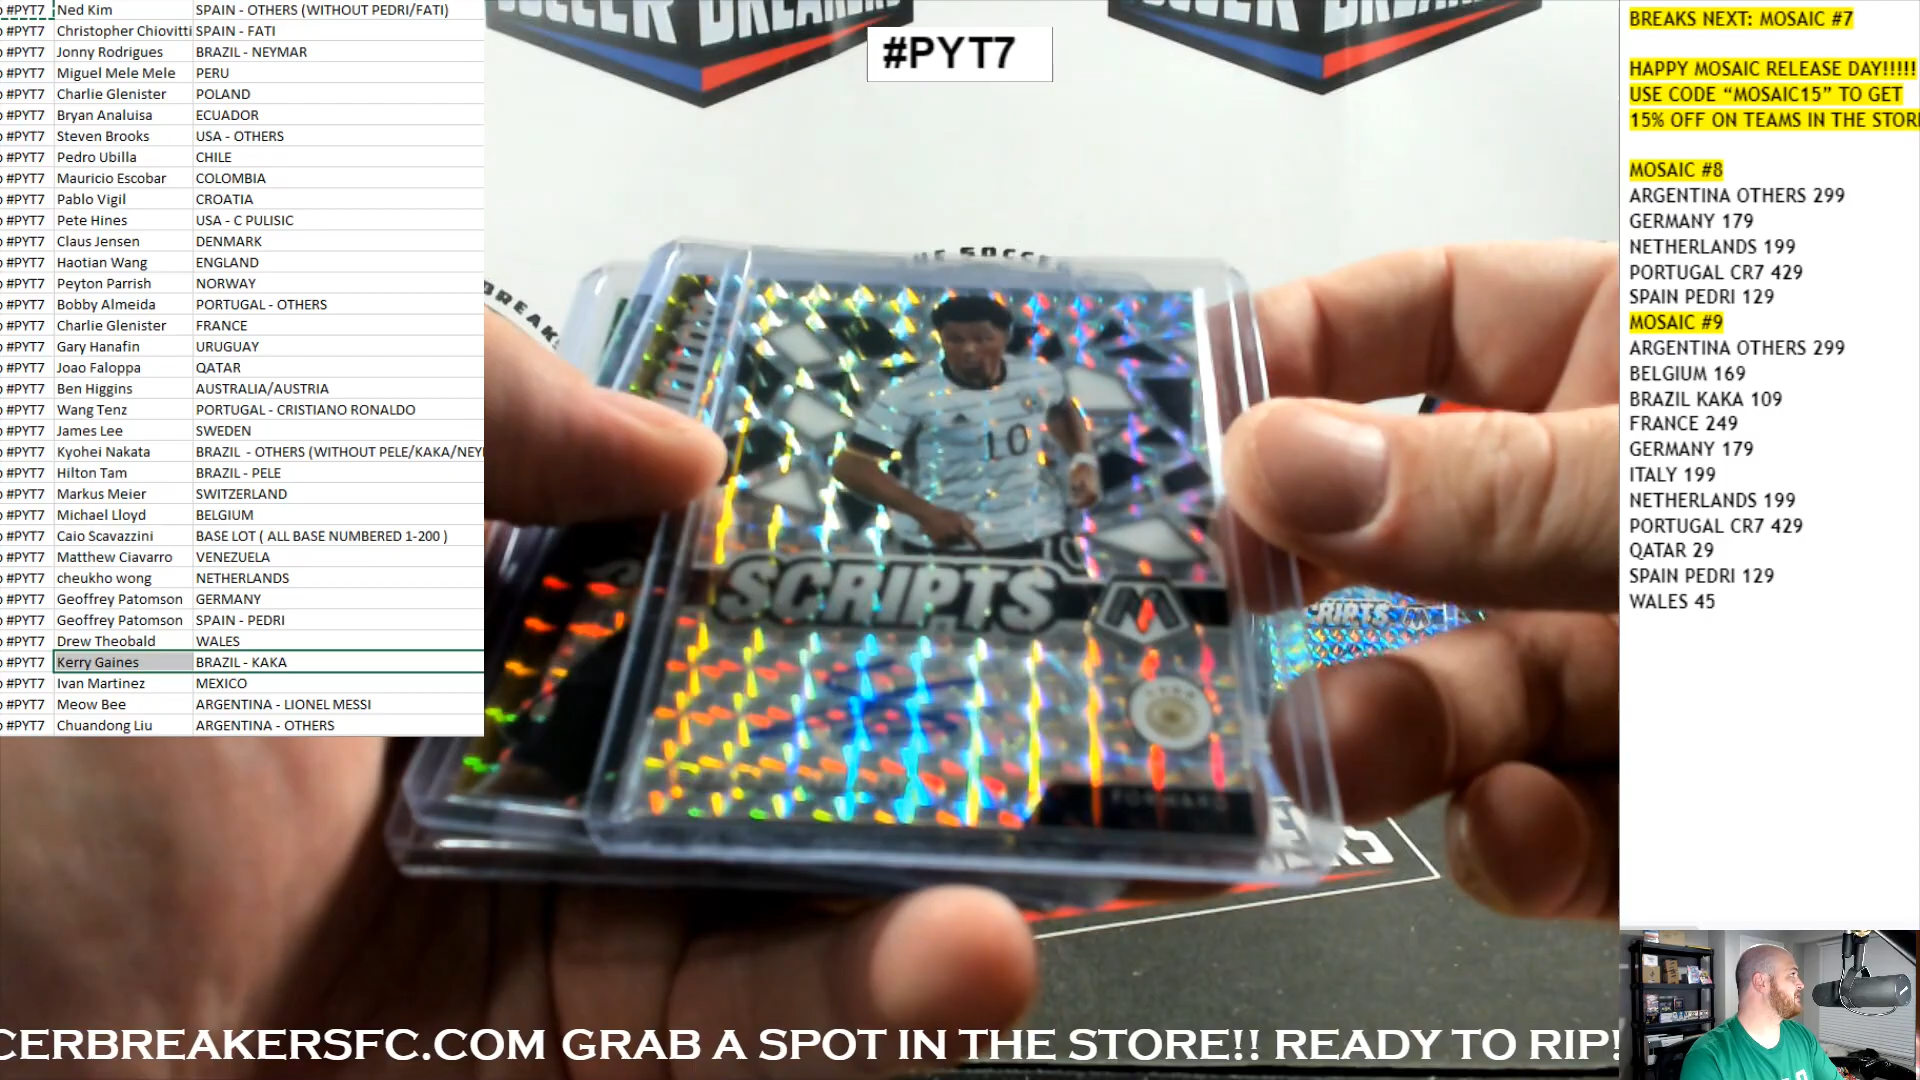 #PYT7 Ned Kim SPAIN - OTHERS (WITHOUT PEDRI/FATI)
#PYT7 Christopher Chiovitti SPAIN - FATI
#PYT7 Jonny Rodrigues BRAZIL - NEYMAR
#PYT7 Miguel Mele Mele PERU
#PYT7 Charlie Glenister POLAND
#PYT7 Bryan Analuisa ECUADOR
#PYT7 Steven Brooks USA - OTHERS
#PYT7 Pedro Ubilla CHILE
#PYT7 Mauricio Escobar COLOMBIA
#PYT7 Pablo Vigil CROATIA
#PYT7 Pete Hines USA - C PULISIC
#PYT7 Claus Jensen DENMARK
#PYT7 Haotian Wang ENGLAND
#PYT7 Peyton Parrish NORWAY
#PYT7 Bobby Almeida PORTUGAL - OTHERS
#PYT7 Charlie Glenister FRANCE
#PYT7 Gary Hanafin URUGUAY
#PYT7 Joao Faloppa QATAR
#PYT7 Ben Higgins AUSTRALIA/AUSTRIA
#PYT7 Wang Tenz PORTUGAL - CRISTIANO RONALDO
#PYT7 James Lee SWEDEN
#PYT7 Kyohei Nakata BRAZIL - OTHERS (WITHOUT PELE/KAKA/NEY
#PYT7 Hilton Tam BRAZIL - PELE
#PYT7 Markus Meier SWITZERLAND
#PYT7 Michael Lloyd BELGIUM
#PYT7 Caio Scavazzini BASE LOT ( ALL BASE NUMBERED 1-200 )
#PYT7 Matthew Ciavarro VENEZUELA
#PYT7 cheukho wong NETHERLANDS
#PYT7 Geoffrey Patomson GERMANY
#PYT7 Geoffrey Patomson SPAIN - PEDRI
#PYT7 Drew Theobald WALES
#PYT7 Kerry Gaines BRAZIL - KAKA
#PYT7 Ivan Martinez MEXICO
#PYT7 Meow Bee ARGENTINA - LIONEL MESSI
#PYT7 Chuandong Liu ARGENTINA - OTHERS
SOCCER BREAKERS
#PYT7
THE SOCCER
BREAKERS
10
SCRIPTS
FORWARD
SCRIPTS
BREAKS NEXT: MOSAIC #7
HAPPY MOSAIC RELEASE DAY!!!!!
USE CODE “MOSAIC15” TO GET
15% OFF ON TEAMS IN THE STOR
MOSAIC #8
ARGENTINA OTHERS 299
GERMANY 179
NETHERLANDS 199
PORTUGAL CR7 429
SPAIN PEDRI 129
MOSAIC #9
ARGENTINA OTHERS 299
BELGIUM 169
BRAZIL KAKA 109
FRANCE 249
GERMANY 179
ITALY 199
NETHERLANDS 199
PORTUGAL CR7 429
QATAR 29
SPAIN PEDRI 129
WALES 45
CERBREAKERSFC.COM GRAB A SPOT IN THE STORE!! READY TO RIP!